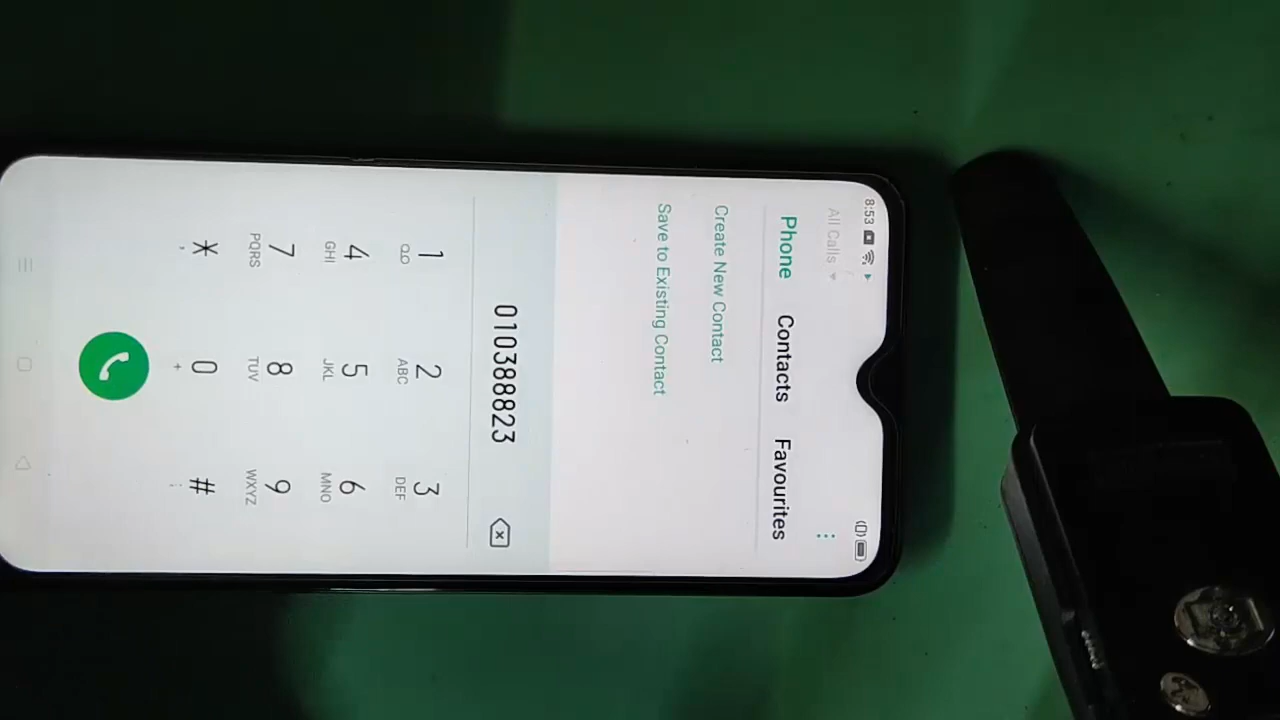 8:53
All Calls
Phone Contacts Favourites
Create New Contact
Save to Existing Contact
0103888823
1 2 3
ABC DEF
4 5 6
GHI JKL MNO
7 8 9
PQRS TUV WXYZ
* 0 #
, + ;